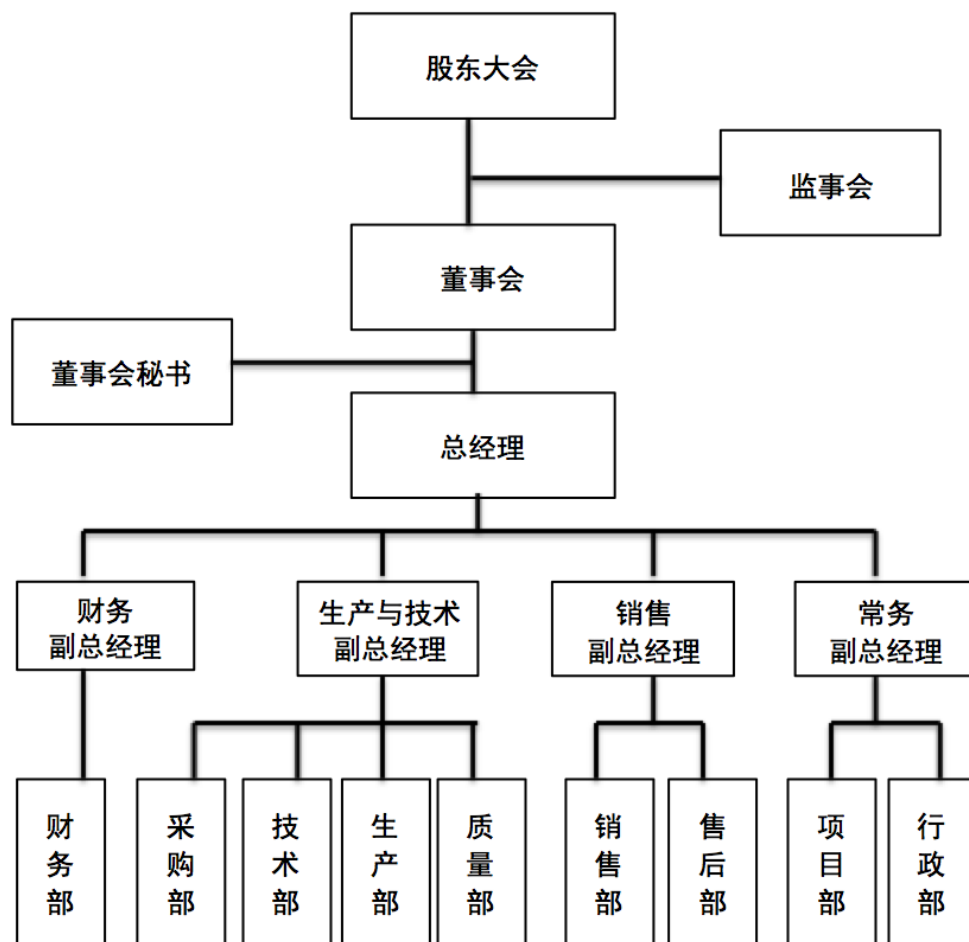 股东大会
监事会
董事会
董事会秘书
总经理
财务
副总经理
生产与技术
副总经理
销售
副总经理
常务
副总经理
财务部
采购部
技术部
生产部
质量部
销售部
售后部
项目部
行政部